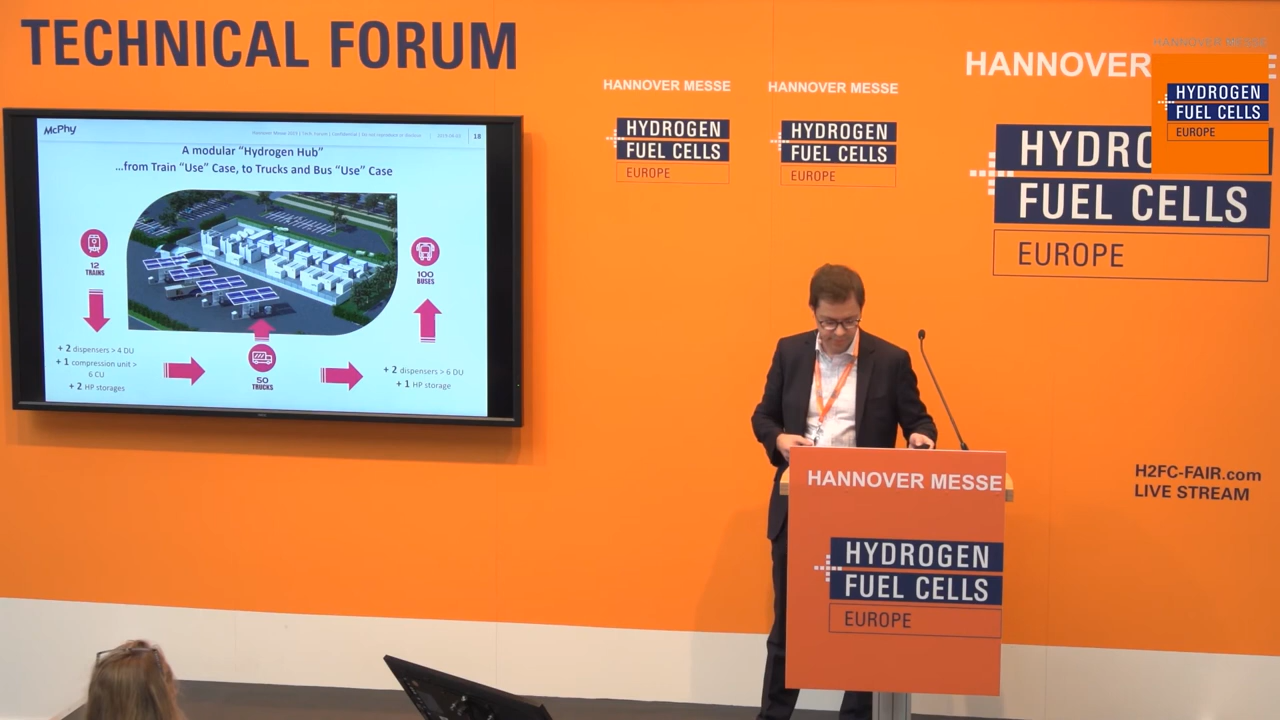 TECHNICAL FORUM
McPhy
18
A modular “Hydrogen Hub”
...from Train “Use” Case, to Trucks and Bus “Use” Case
12
TRAINS
100
BUSES
+ 2 dispensers > 4 DU
+ 1 compression unit >
6 CU
+ 2 HP storages
50
TRUCKS
+ 2 dispensers > 6 DU
+ 1 HP storage
HANNOVER MESSE
HYDROGEN
FUEL CELLS
EUROPE
HANNOVER MESSE
HYDROGEN
FUEL CELLS
EUROPE
HANNOVER
HYDRO
FUEL CELLS
EUROPE
HANNOVER MESSE
HYDROGEN
FUEL CELLS
EUROPE
H2FC-FAIR.com
LIVE STREAM
HANNOVER MESSE
HYDROGEN
FUEL CELLS
EUROPE